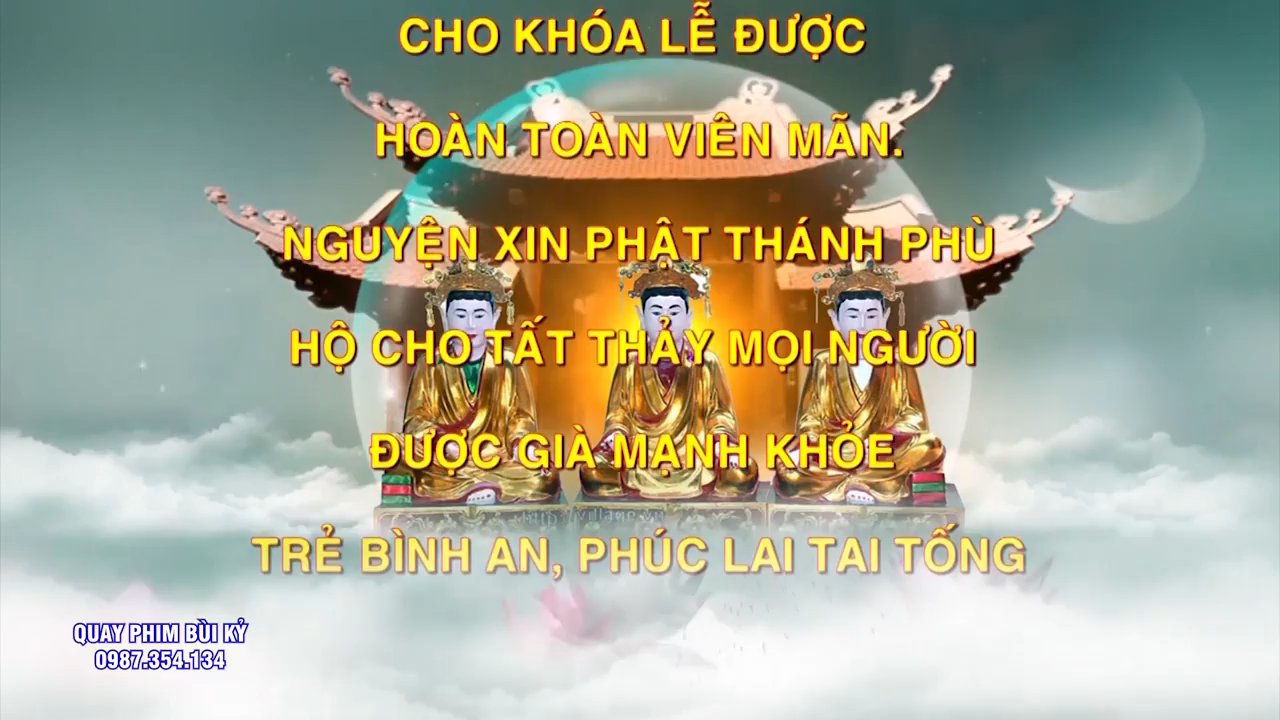 CHO KHÓA LỄ ĐƯỢC
HOÀN TOÀN VIÊN MÃN.
NGUYỆN XIN PHẬT THÁNH PHÙ
HỘ CHO TẤT THẢY MỌI NGƯỜI
ĐƯỢC GIÀ MẠNH KHỎE
TRẺ BÌNH AN, PHÚC LAI TAI TỐNG
QUAY PHIM BÙI KỶ
0987.354.134